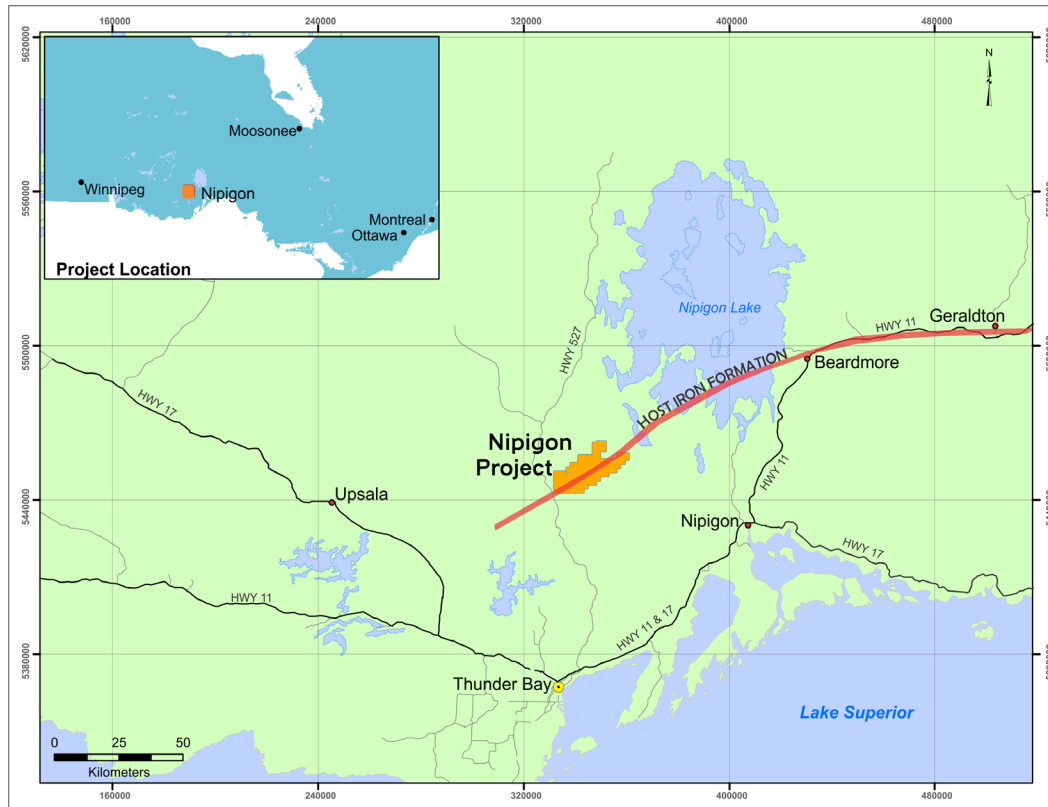 160000
240000
320000
400000
480000
5620000
5560000
5500000
5440000
5380000
Moosonee
Winnipeg
Nipigon
Montreal
Ottawa
Project Location
N
HWY 527
Nipigon Lake
Geraldton
HWY 11
Beardmore
HOST IRON FORMATION
HWY 17
Nipigon
Project
HWY 11
Upsala
Nipigon
HWY 17
HWY 11
HWY 11 & 17
Thunder Bay
Lake Superior
0
25
50
Kilometers
160000
240000
320000
400000
480000